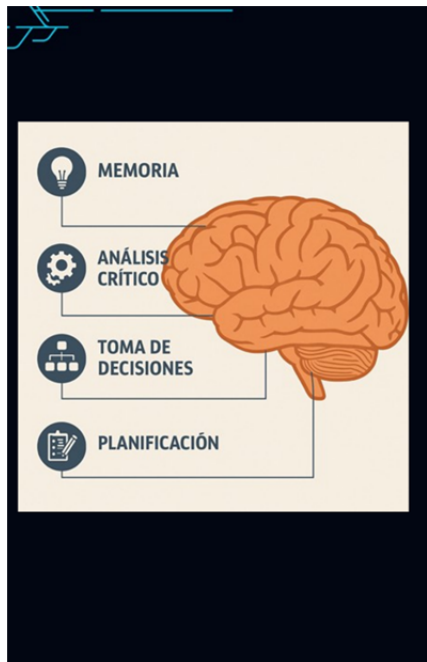 MEMORIA
ANÁLISIS
CRÍTICO
TOMA DE
DECISIONES
PLANIFICACIÓN